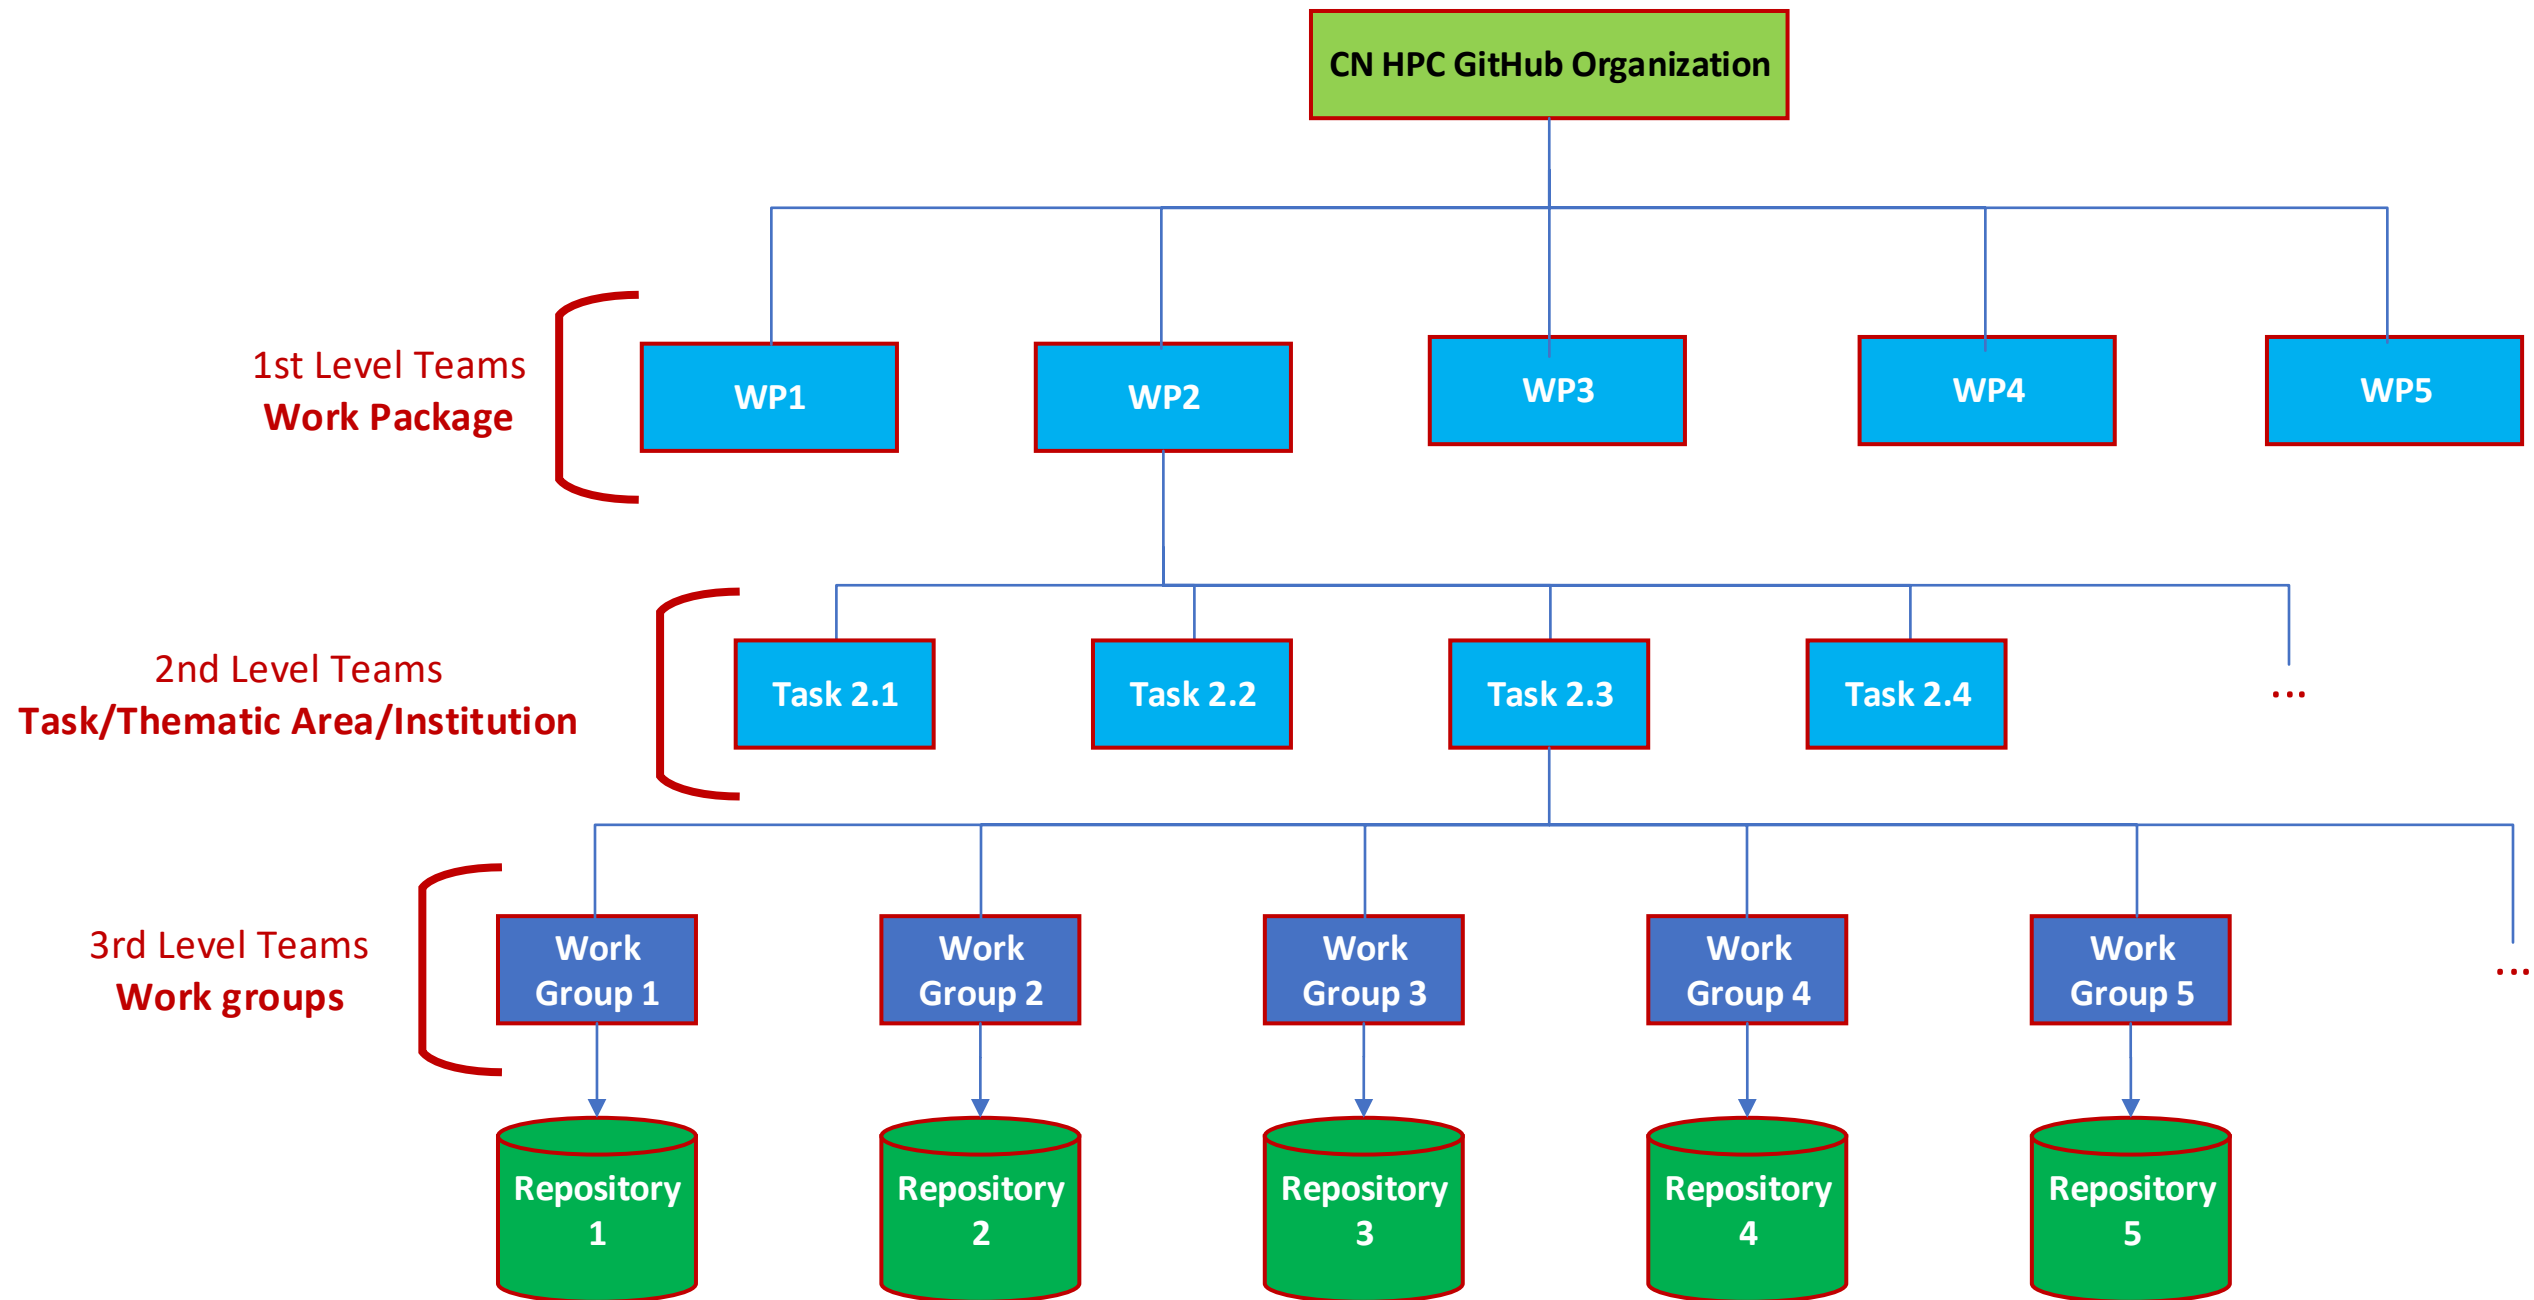 CN HPC GitHub Organization
1st Level Teams
Work Package
WP1
WP2
WP3
WP4
WP5
2nd Level Teams
Task/Thematic Area/Institution
Task 2.1
Task 2.2
Task 2.3
Task 2.4
...
3rd Level Teams
Work groups
Work
Group 1
Work
Group 2
Work
Group 3
Work
Group 4
Work
Group 5
...
Repository
1
Repository
2
Repository
3
Repository
4
Repository
5